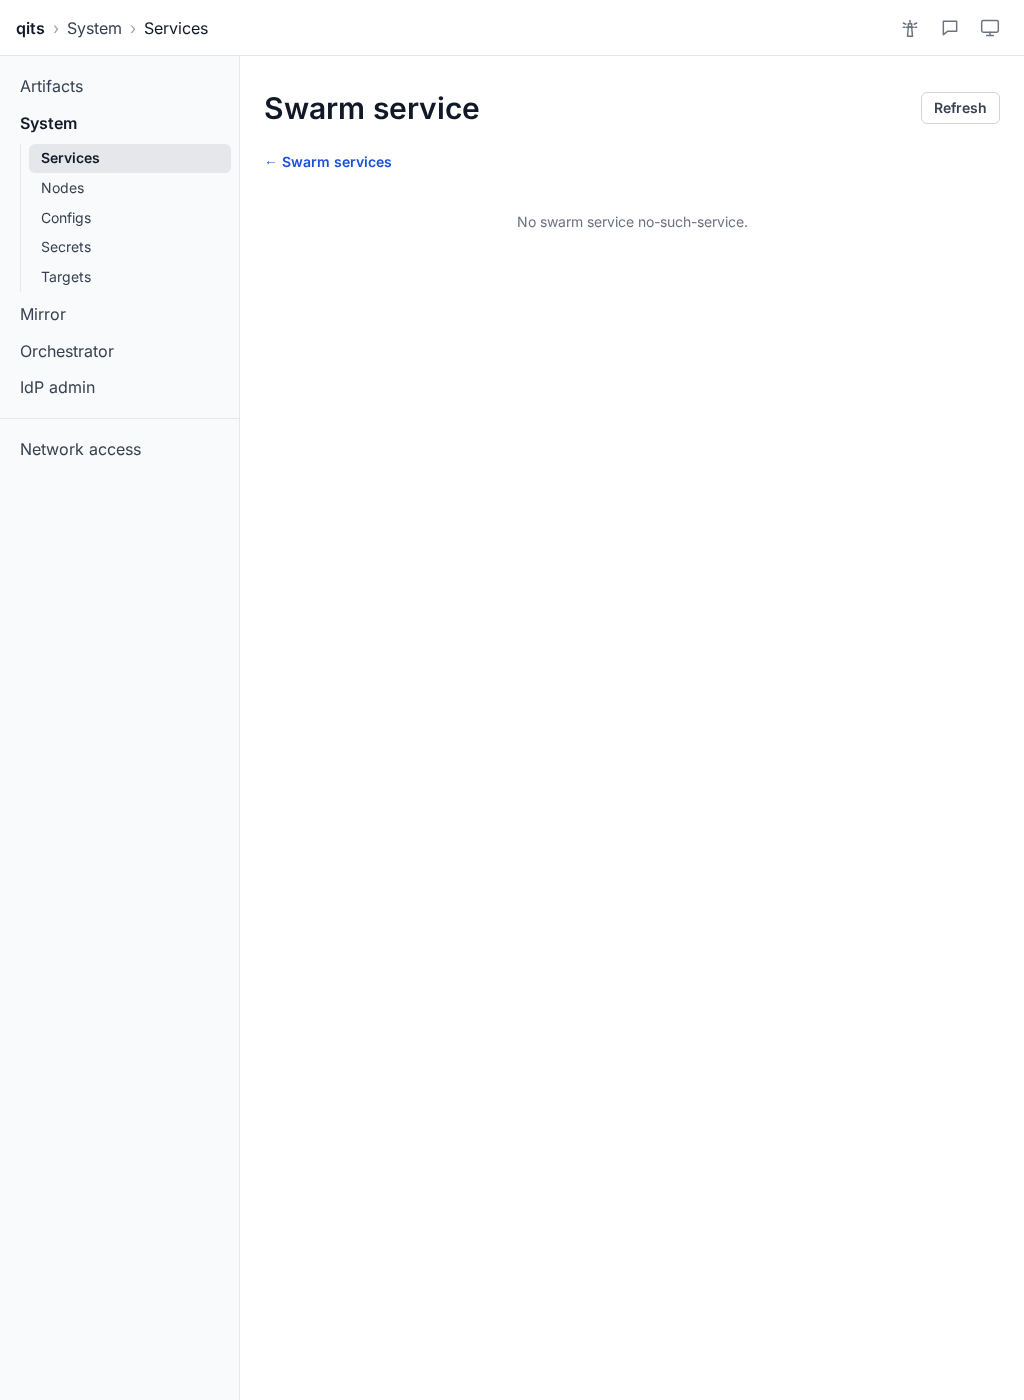 qits › System › Services
Artifacts
System
Services
Nodes
Configs
Secrets
Targets
Mirror
Orchestrator
IdP admin
Network access
Swarm service
Refresh
← Swarm services
No swarm service no-such-service.